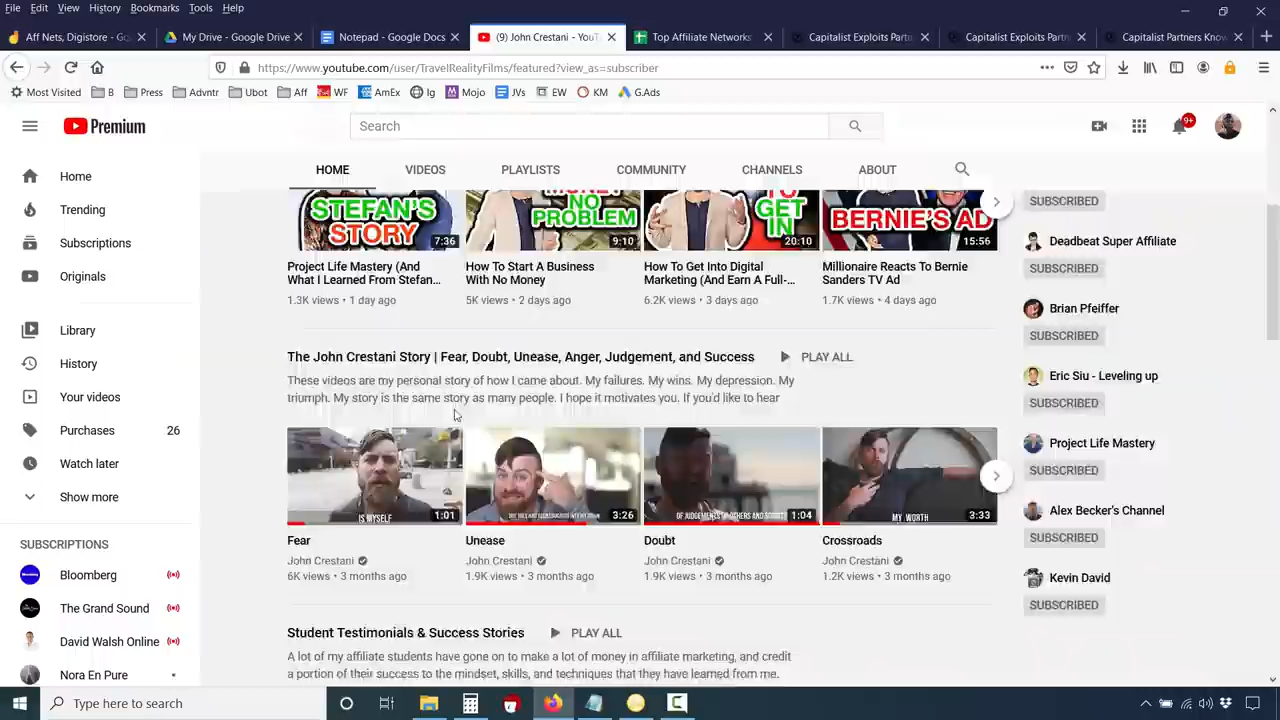 File Edit View History Bookmarks Tools Help
Aff Nets, Digistore - Go
My Drive - Google Drive
Notepad - Google Docs
(9) John Crestani - YouT
Top Affiliate Networks
Capitalist Exploits Partn
Capitalist Exploits Partn
Capitalist Partners Know
https://www.youtube.com/user/TravelRealityFilms/featured?view_as=subscriber
Most Visited B Press Advntr Ubot Aff WF AmEx Ig Mojo JVs EW KM G.Ads
Premium
Search
9+
HOME VIDEOS PLAYLISTS COMMUNITY CHANNELS ABOUT
Home
Trending
Subscriptions
Originals
Library
History
Your videos
Purchases 26
Watch later
Show more
SUBSCRIPTIONS
Bloomberg
The Grand Sound
David Walsh Online
Nora En Pure
STEFAN'S
STORY
7:36
Project Life Mastery (And
What I Learned From Stefan...
1.3K views • 1 day ago
NO
PROBLEM
9:10
How To Start A Business
With No Money
5K views • 2 days ago
TO
GET
IN
20:10
How To Get Into Digital
Marketing (And Earn A Full-...
6.2K views • 3 days ago
BERNIE'S AD
15:56
Millionaire Reacts To Bernie
Sanders TV Ad
1.7K views • 4 days ago
The John Crestani Story | Fear, Doubt, Unease, Anger, Judgement, and Success PLAY ALL
These videos are my personal story of how I came about. My failures. My wins. My depression. My
triumph. My story is the same story as many people. I hope it motivates you. If you'd like to hear
IS MYSELF
1:01
Fear
John Crestani
6K views • 3 months ago
3:26
Unease
John Crestani
1.9K views • 3 months ago
OF JUDGEMENTS OF OTHERS AND DOUBT
1:04
Doubt
John Crestani
1.9K views • 3 months ago
MY WORTH
3:33
Crossroads
John Crestani
1.2K views • 3 months ago
Student Testimonials & Success Stories PLAY ALL
A lot of my affiliate students have gone on to make a lot of money in affiliate marketing, and credit
a portion of their success to the mindset, skills, and techniques that they have learned from me.
SUBSCRIBED
Deadbeat Super Affiliate
SUBSCRIBED
Brian Pfeiffer
SUBSCRIBED
Eric Siu - Leveling up
SUBSCRIBED
Project Life Mastery
SUBSCRIBED
Alex Becker's Channel
SUBSCRIBED
Kevin David
SUBSCRIBED
Type here to search